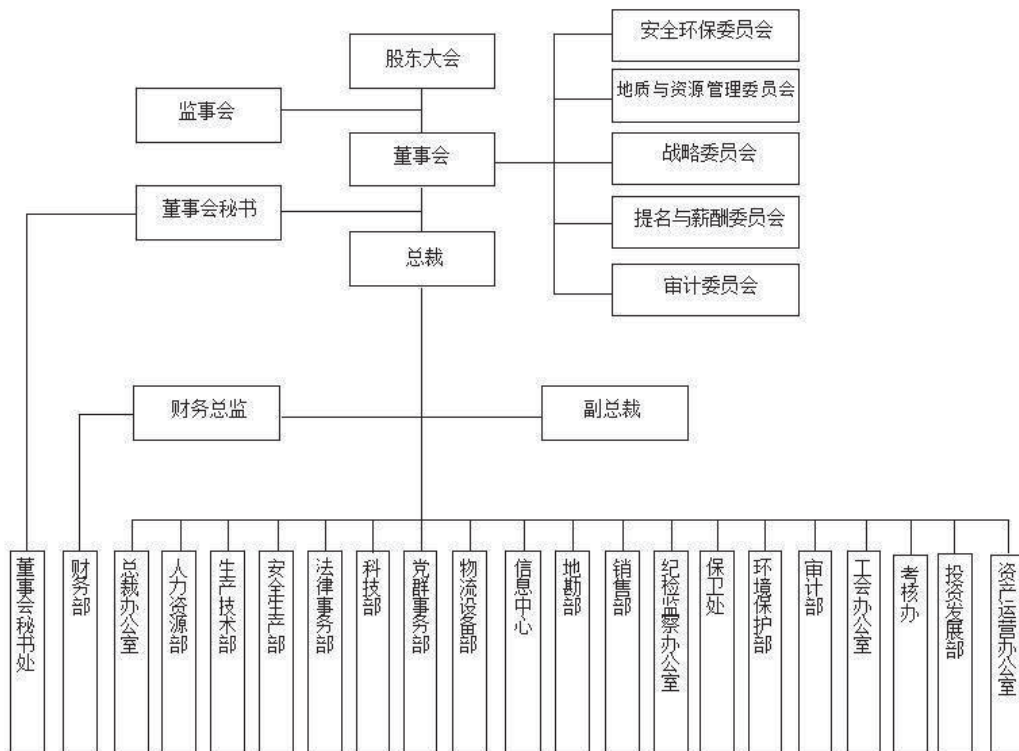 安全环保委员会
股东大会
地质与资源管理委员会
监事会
董事会
战略委员会
董事会秘书
提名与薪酬委员会
总裁
审计委员会
财务总监
副总裁
董事会秘书处
财务部
总裁办公室
人力资源部
生产技术部
安全生产部
法律事务部
科技部
党群事务部
物流设备部
信息中心
地勘部
销售部
纪检监察办公室
保卫处
环境保护部
审计部
工会办公室
考核办
投资发展部
资产运营办公室